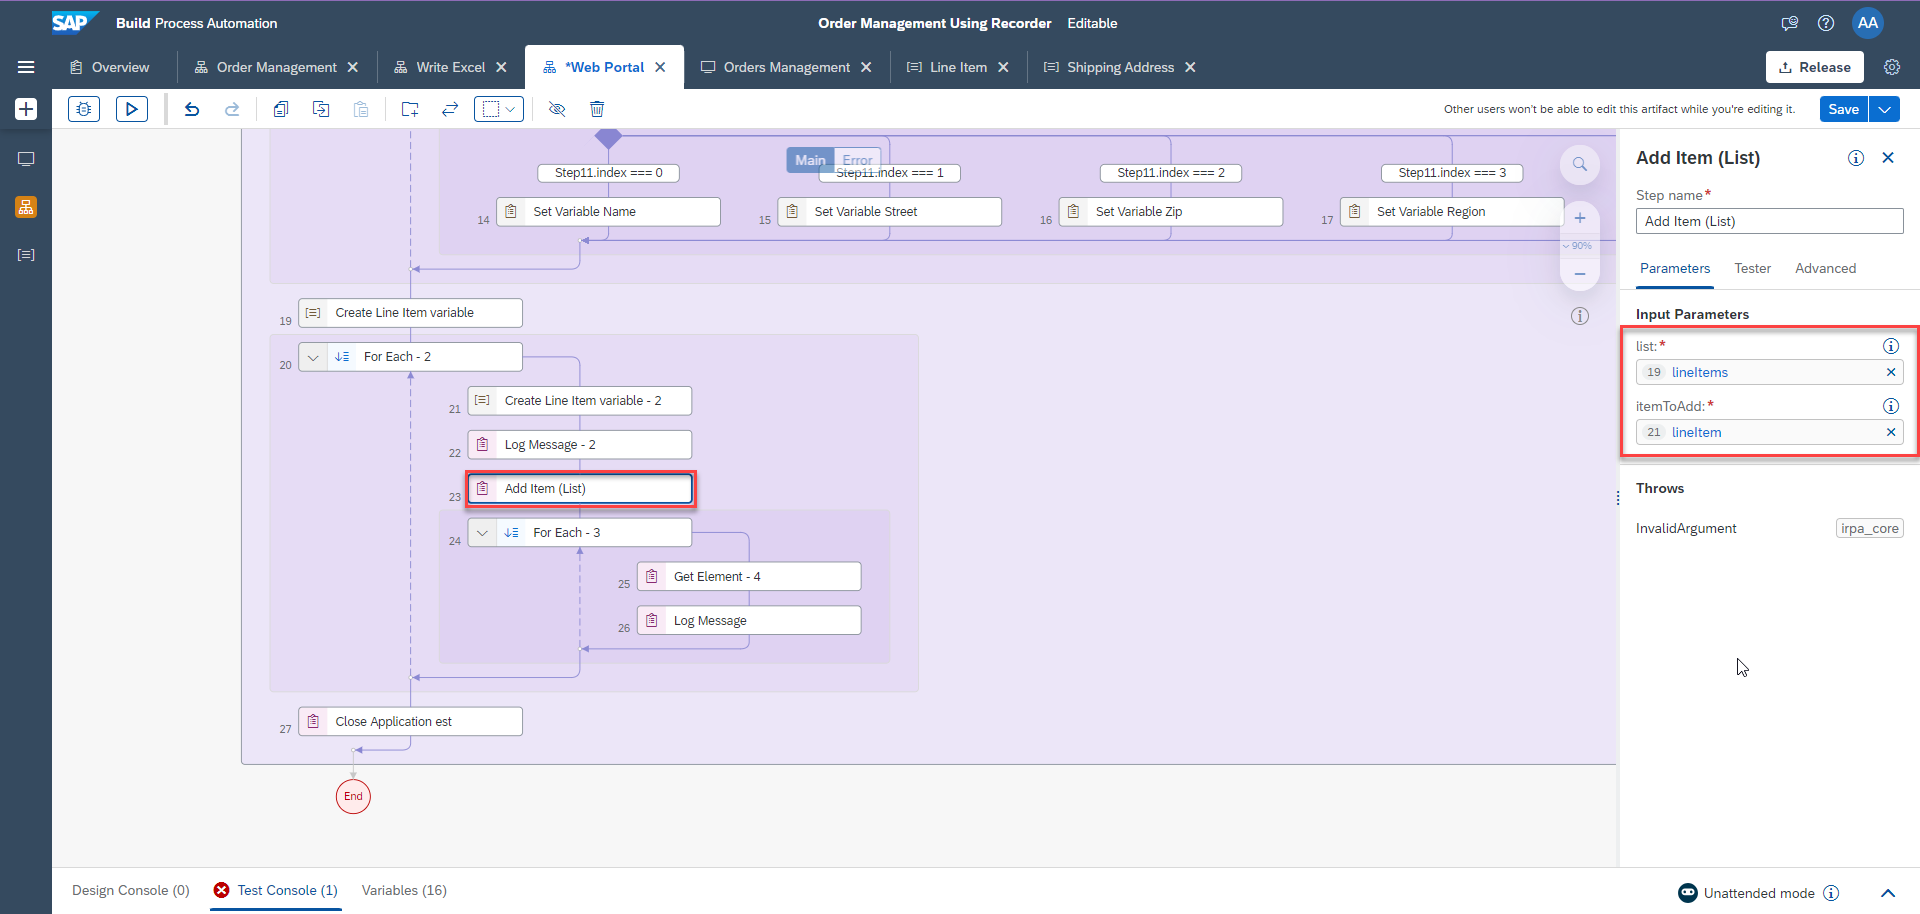 SAP Build Process Automation
Order Management Using Recorder Editable
AA
Overview
Order Management
Write Excel
*Web Portal
Orders Management
Line Item
Shipping Address
Release
Other users won't be able to edit this artifact while you're editing it.
Save
Main Error
Step11.index === 0
Step11.index === 1
Step11.index === 2
Step11.index === 3
14 Set Variable Name
15 Set Variable Street
16 Set Variable Zip
17 Set Variable Region
90%
19 Create Line Item variable
20 For Each - 2
21 Create Line Item variable - 2
22 Log Message - 2
23 Add Item (List)
24 For Each - 3
25 Get Element - 4
26 Log Message
27 Close Application est
End
Add Item (List)
Step name*
Add Item (List)
Parameters Tester Advanced
Input Parameters
list:*
19 lineItems
itemToAdd:*
21 lineItem
Throws
InvalidArgument irpa_core
Design Console (0)
Test Console (1)
Variables (16)
Unattended mode